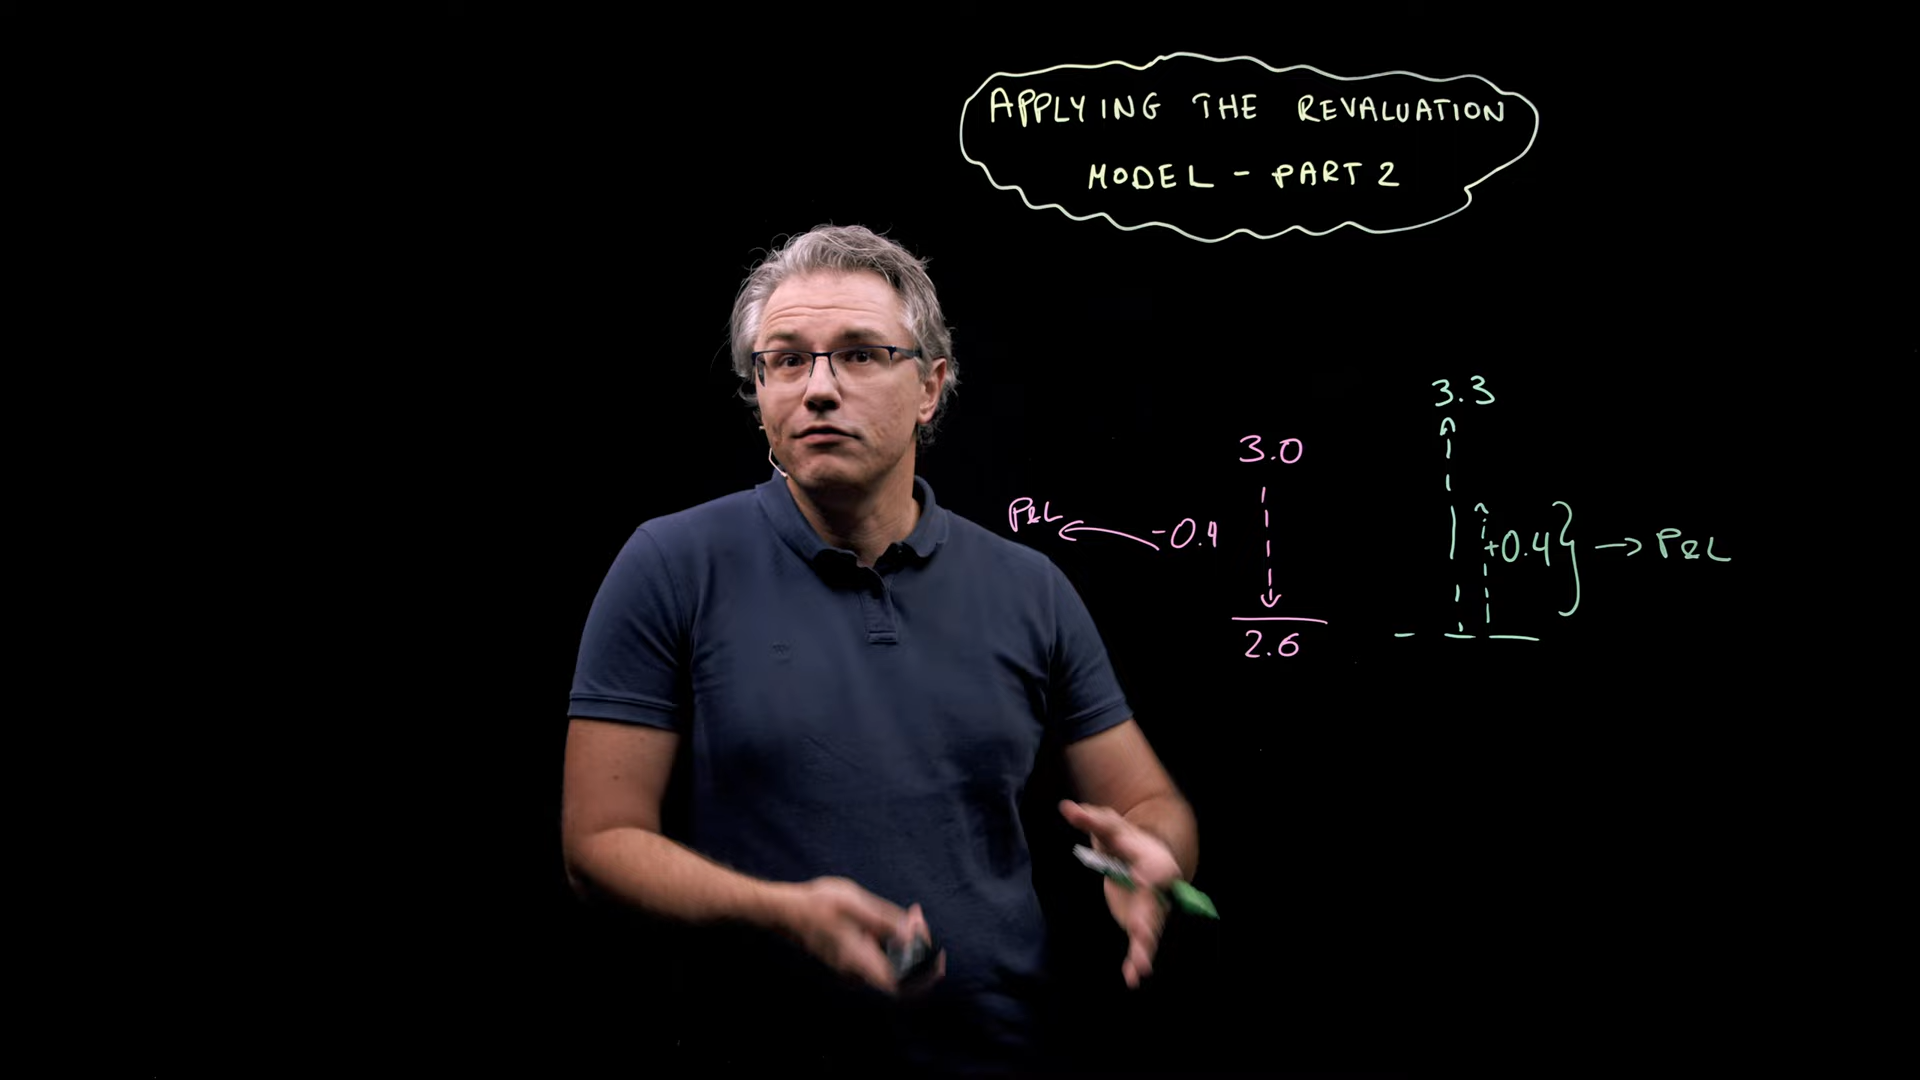 APPLYING THE REVALUATION
MODEL - PART 2
3.3
3.0
P&L
-0.4
+0.4
P&L
2.6